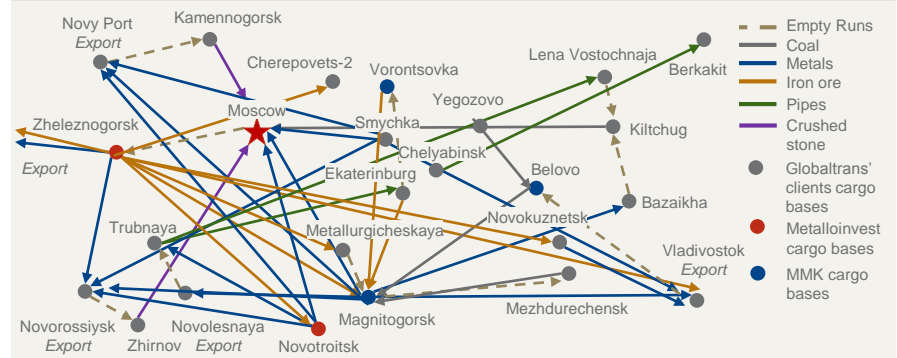 Novy Port
Export
Kamennogorsk
Cherepovets-2
Vorontsovka
Lena Vostochnaja
Berkakit
Moscow
Yegozovo
Zheleznogorsk
Smychka
Kiltchug
Export
Chelyabinsk
Ekaterinburg
Belovo
Bazaikha
Trubnaya
Metallurgicheskaya
Novokuznetsk
Vladivostok
Export
Magnitogorsk
Mezhdurechensk
Novorossiysk
Export
Zhirnov
Novolesnaya
Export
Novotroitsk
Empty Runs
Coal
Metals
Iron ore
Pipes
Crushed
stone
Globaltrans'
clients cargo
bases
Metalloinvest
cargo bases
MMK cargo
bases